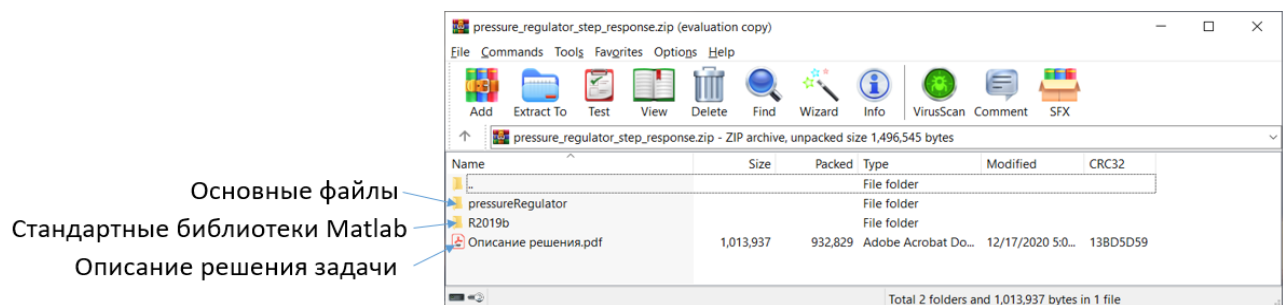 pressure_regulator_step_response.zip (evaluation copy)
File Commands Tools Favorites Options Help
Add Extract To Test View Delete Find Wizard Info VirusScan Comment SFX
pressure_regulator_step_response.zip - ZIP archive, unpacked size 1,496,545 bytes
Name Size Packed Type Modified CRC32
.. File folder
Основные файлы
pressureRegulator File folder
Стандартные библиотеки Matlab
R2019b File folder
Описание решения.pdf 1,013,937 932,829 Adobe Acrobat Do... 12/17/2020 5:0... 13BD5D59
Описание решения задачи
Total 2 folders and 1,013,937 bytes in 1 file